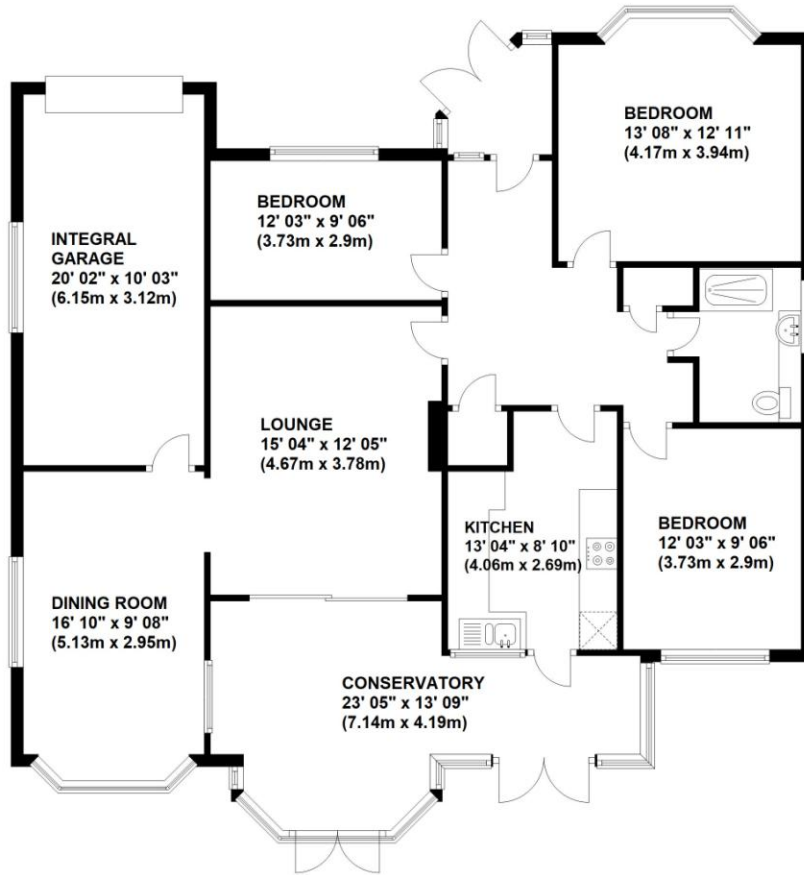 BEDROOM
13' 08" x 12' 11"
(4.17m x 3.94m)
BEDROOM
12' 03" x 9' 06"
(3.73m x 2.9m)
INTEGRAL
GARAGE
20' 02" x 10' 03"
(6.15m x 3.12m)
LOUNGE
15' 04" x 12' 05"
(4.67m x 3.78m)
KITCHEN
13' 04" x 8' 10"
(4.06m x 2.69m)
BEDROOM
12' 03" x 9' 06"
(3.73m x 2.9m)
DINING ROOM
16' 10" x 9' 08"
(5.13m x 2.95m)
CONSERVATORY
23' 05" x 13' 09"
(7.14m x 4.19m)